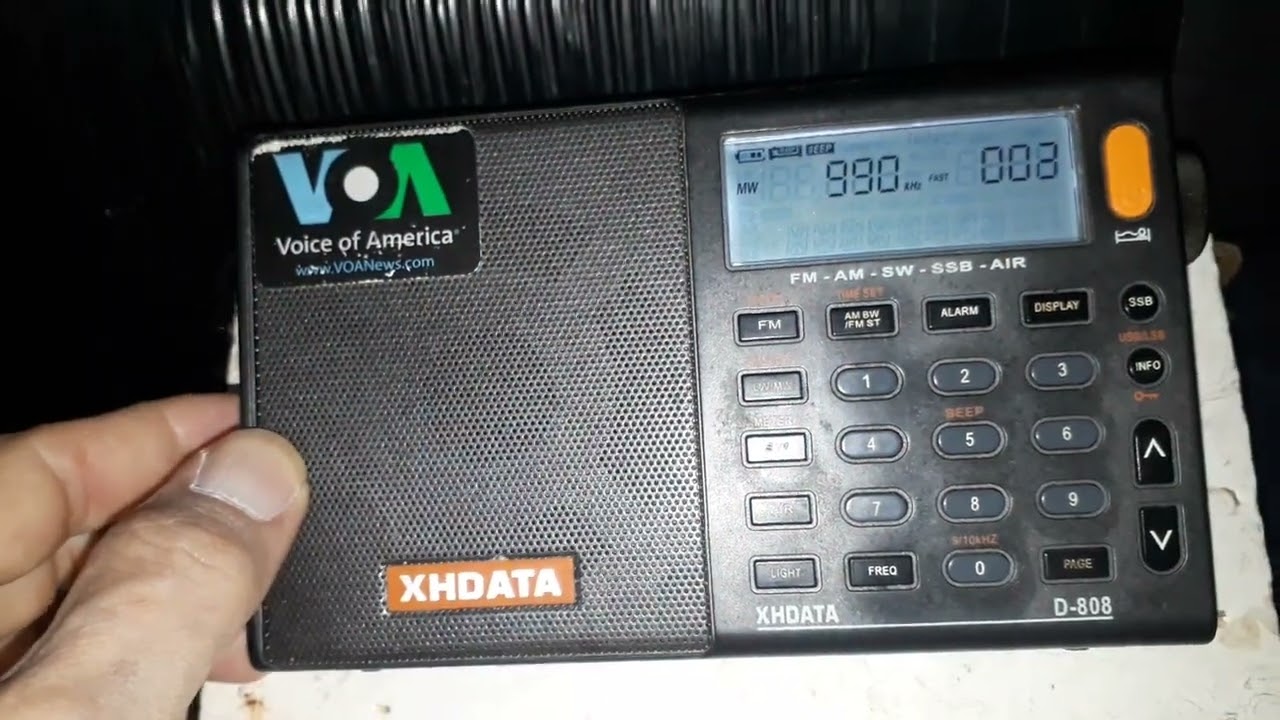 VOA
Voice of America
www.VOANews.com
XHDATA
BEEP
MW 990 kHz FAST 003
FM - AM - SW - SSB - AIR
TIME SET
FM AM BW /FM ST ALARM DISPLAY SSB
USB/LSB
1 2 3 INFO
METER BEEP
4 5 6
7 8 9
9/10kHz
LIGHT FREQ 0 PAGE
XHDATA D-808